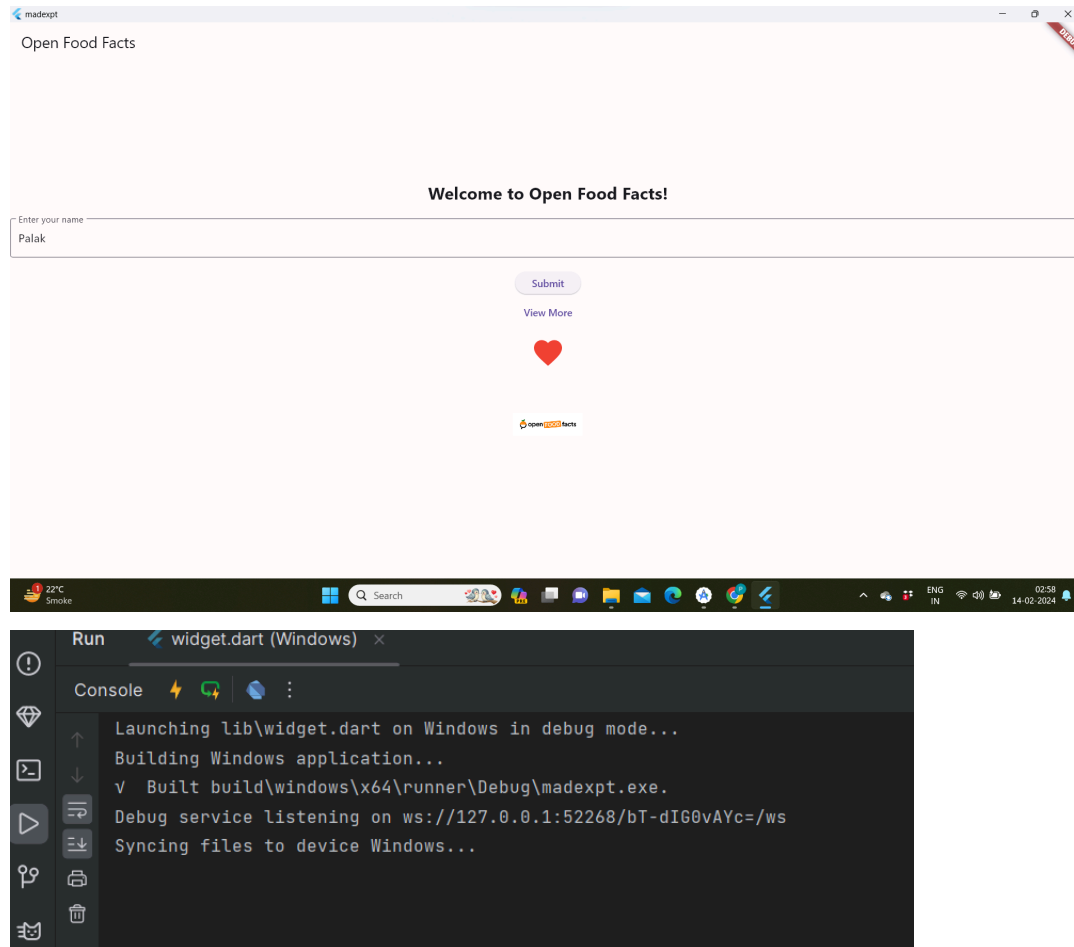 madexpt
Open Food Facts
DEBU
Welcome to Open Food Facts!
Enter your name
Palak
Submit
View More
open FOOD facts
1
22°C
Smoke
Search
ENG
IN
02:58
14-02-2024
Run widget.dart (Windows)
Console
Launching lib\widget.dart on Windows in debug mode...
Building Windows application...
√ Built build\windows\x64\runner\Debug\madexpt.exe.
Debug service listening on ws://127.0.0.1:52268/bT-dIG0vAYc=/ws
Syncing files to device Windows...